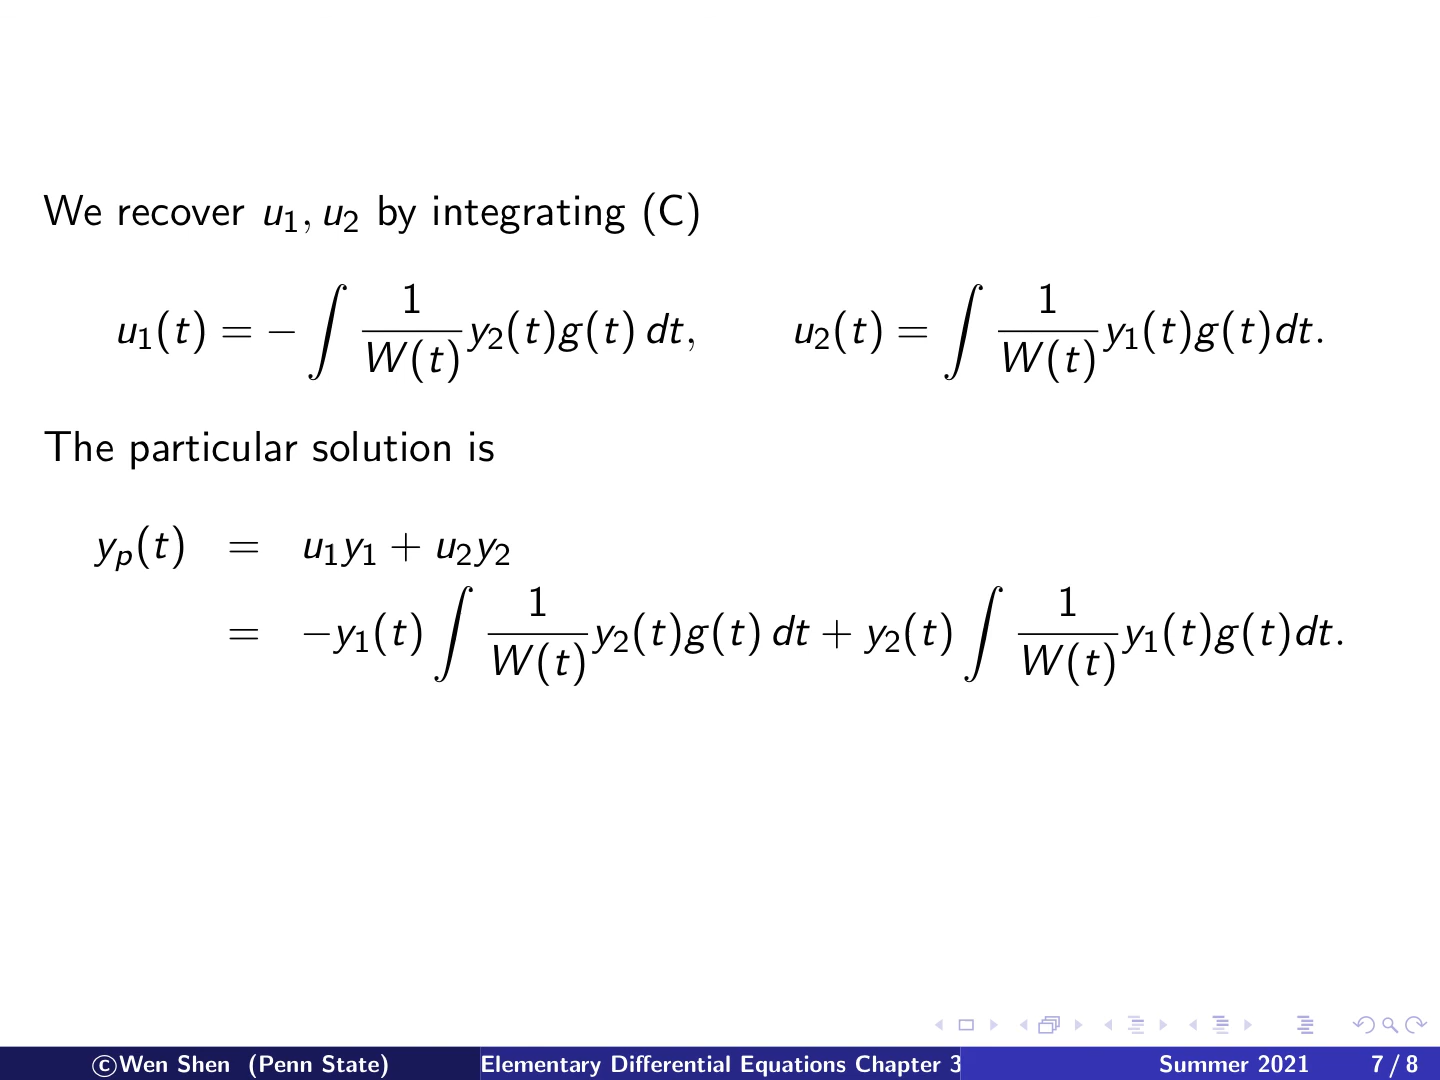 We recover u₁, u₂ by integrating (C)
u₁(t) = − ∫ 1/W(t) y₂(t)g(t) dt,    u₂(t) = ∫ 1/W(t) y₁(t)g(t)dt.
The particular solution is
yₚ(t) = u₁y₁ + u₂y₂
= −y₁(t) ∫ 1/W(t) y₂(t)g(t) dt + y₂(t) ∫ 1/W(t) y₁(t)g(t)dt.
©Wen Shen (Penn State) Elementary Differential Equations Chapter 3 Summer 2021 7 / 8